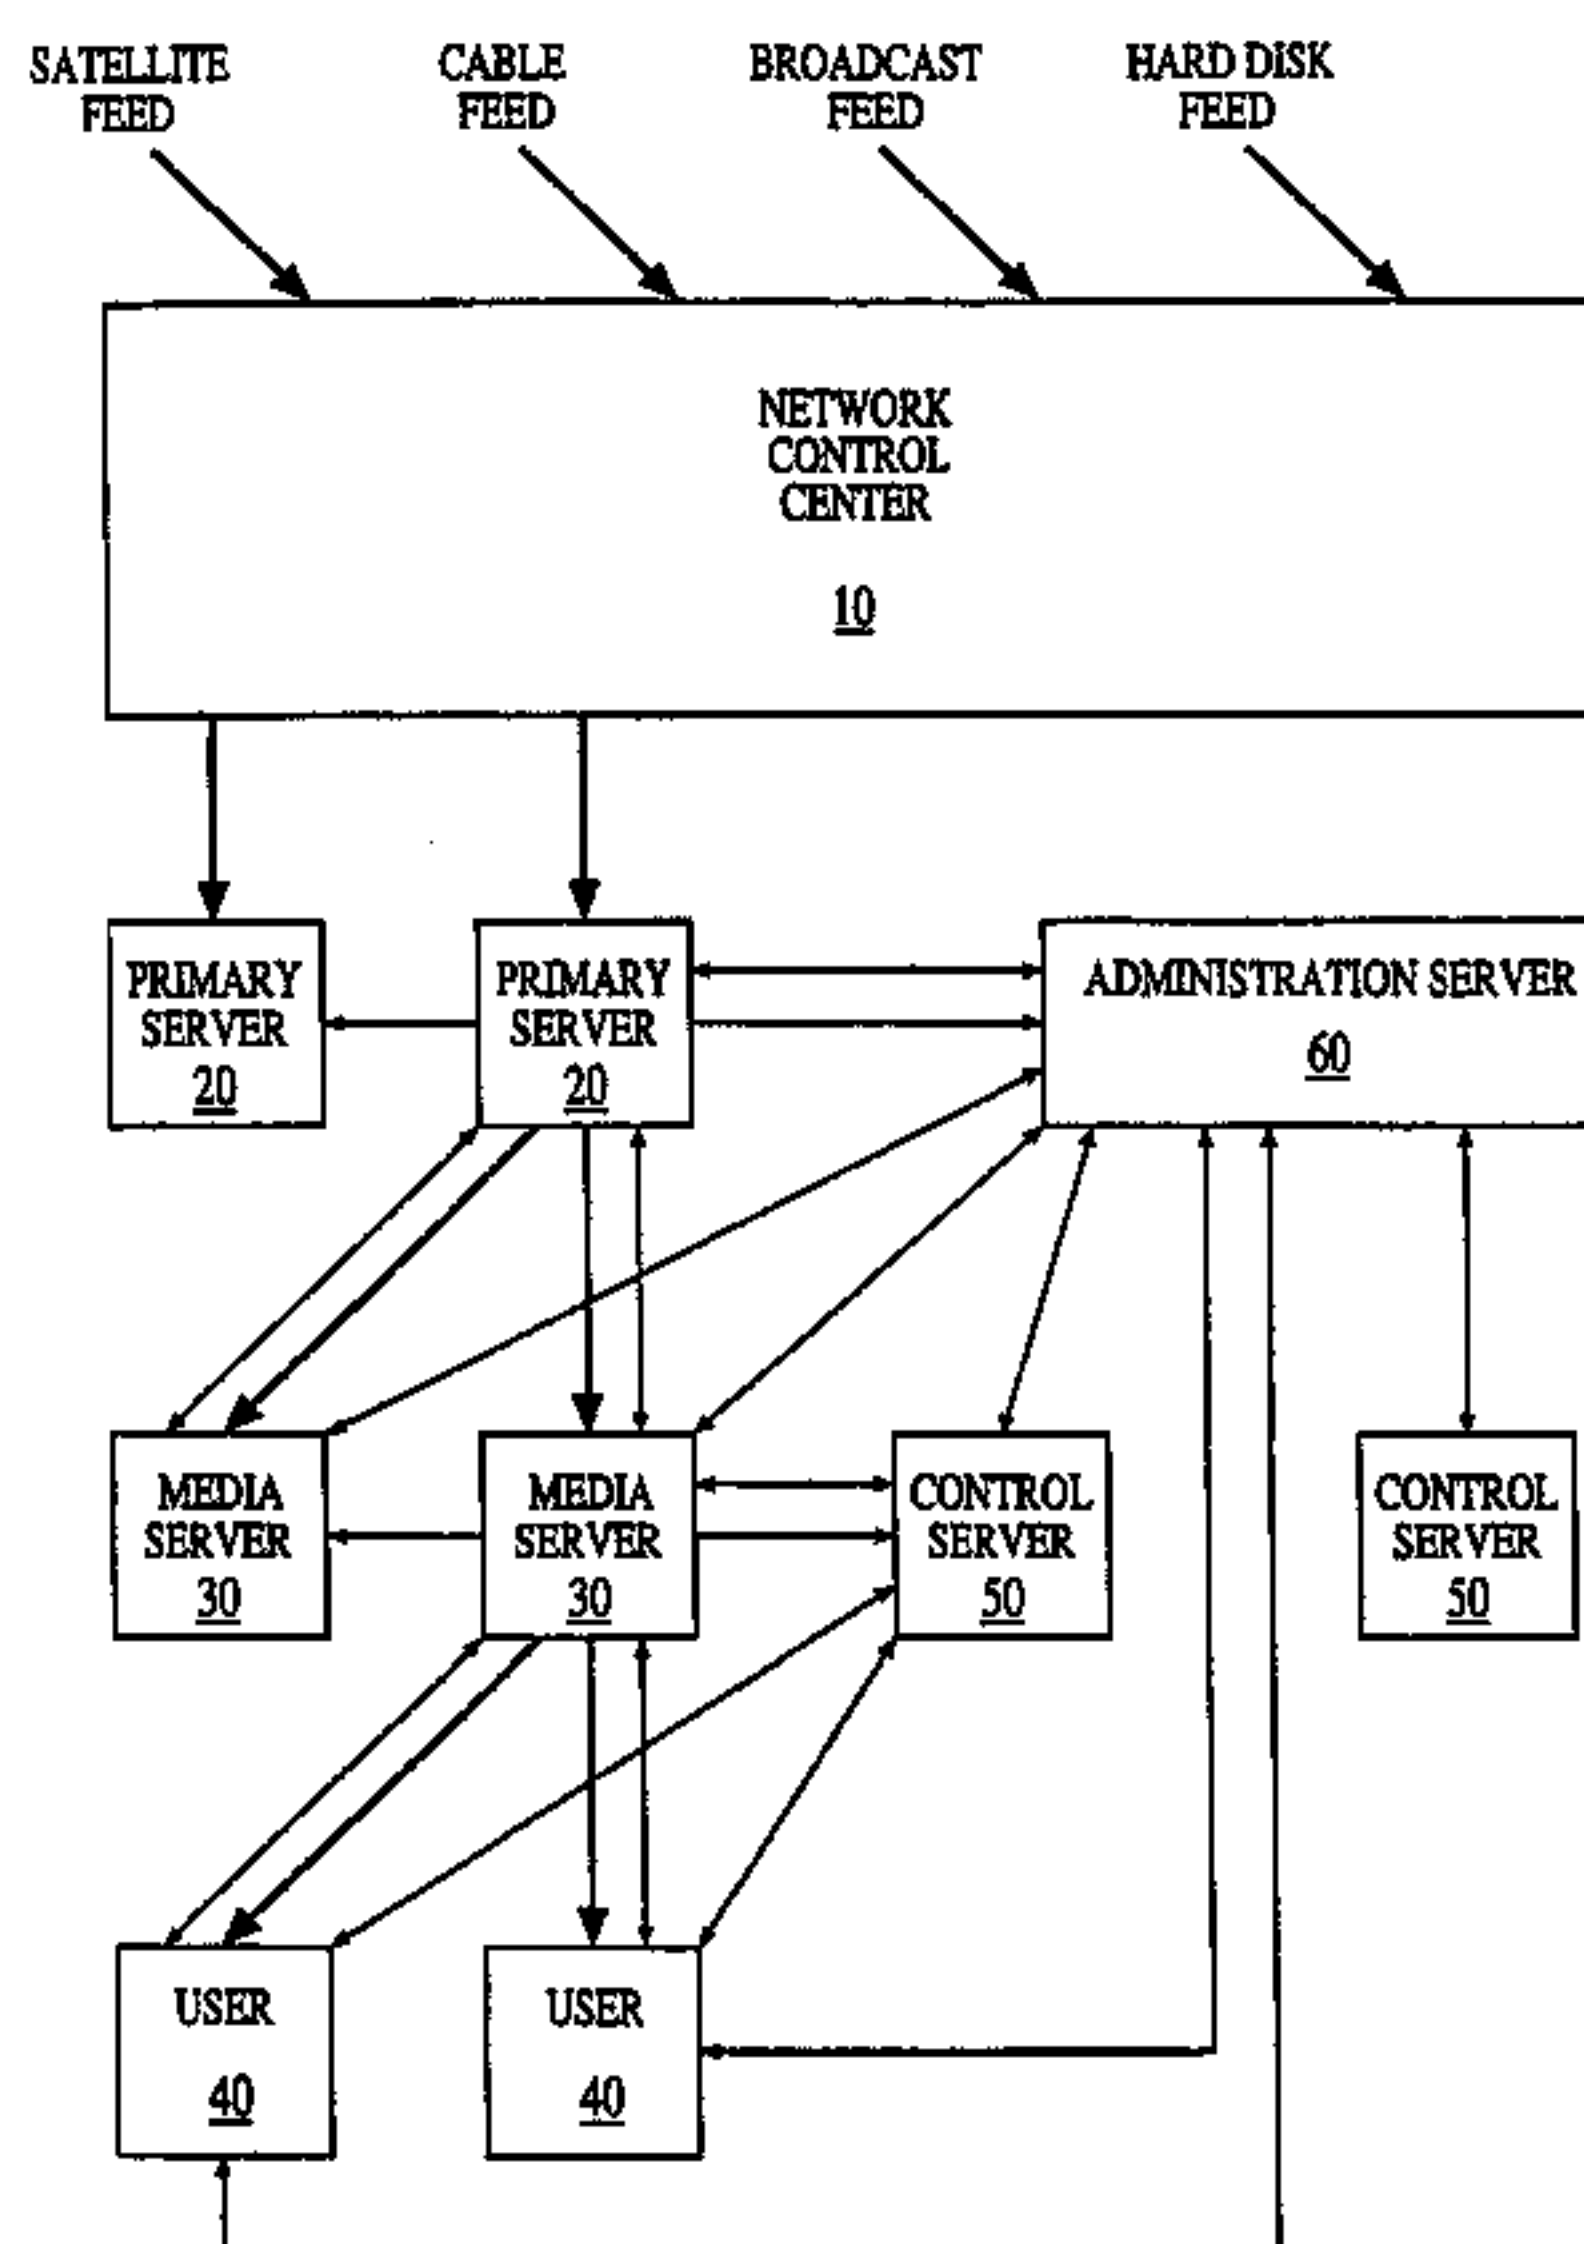 SATELLITE
FEED
CABLE
FEED
BROADCAST
FEED
HARD DISK
FEED
NETWORK
CONTROL
CENTER
10
PRIMARY
SERVER
20
PRIMARY
SERVER
20
ADMINISTRATION SERVER
60
MEDIA
SERVER
30
MEDIA
SERVER
30
CONTROL
SERVER
50
CONTROL
SERVER
50
USER
40
USER
40